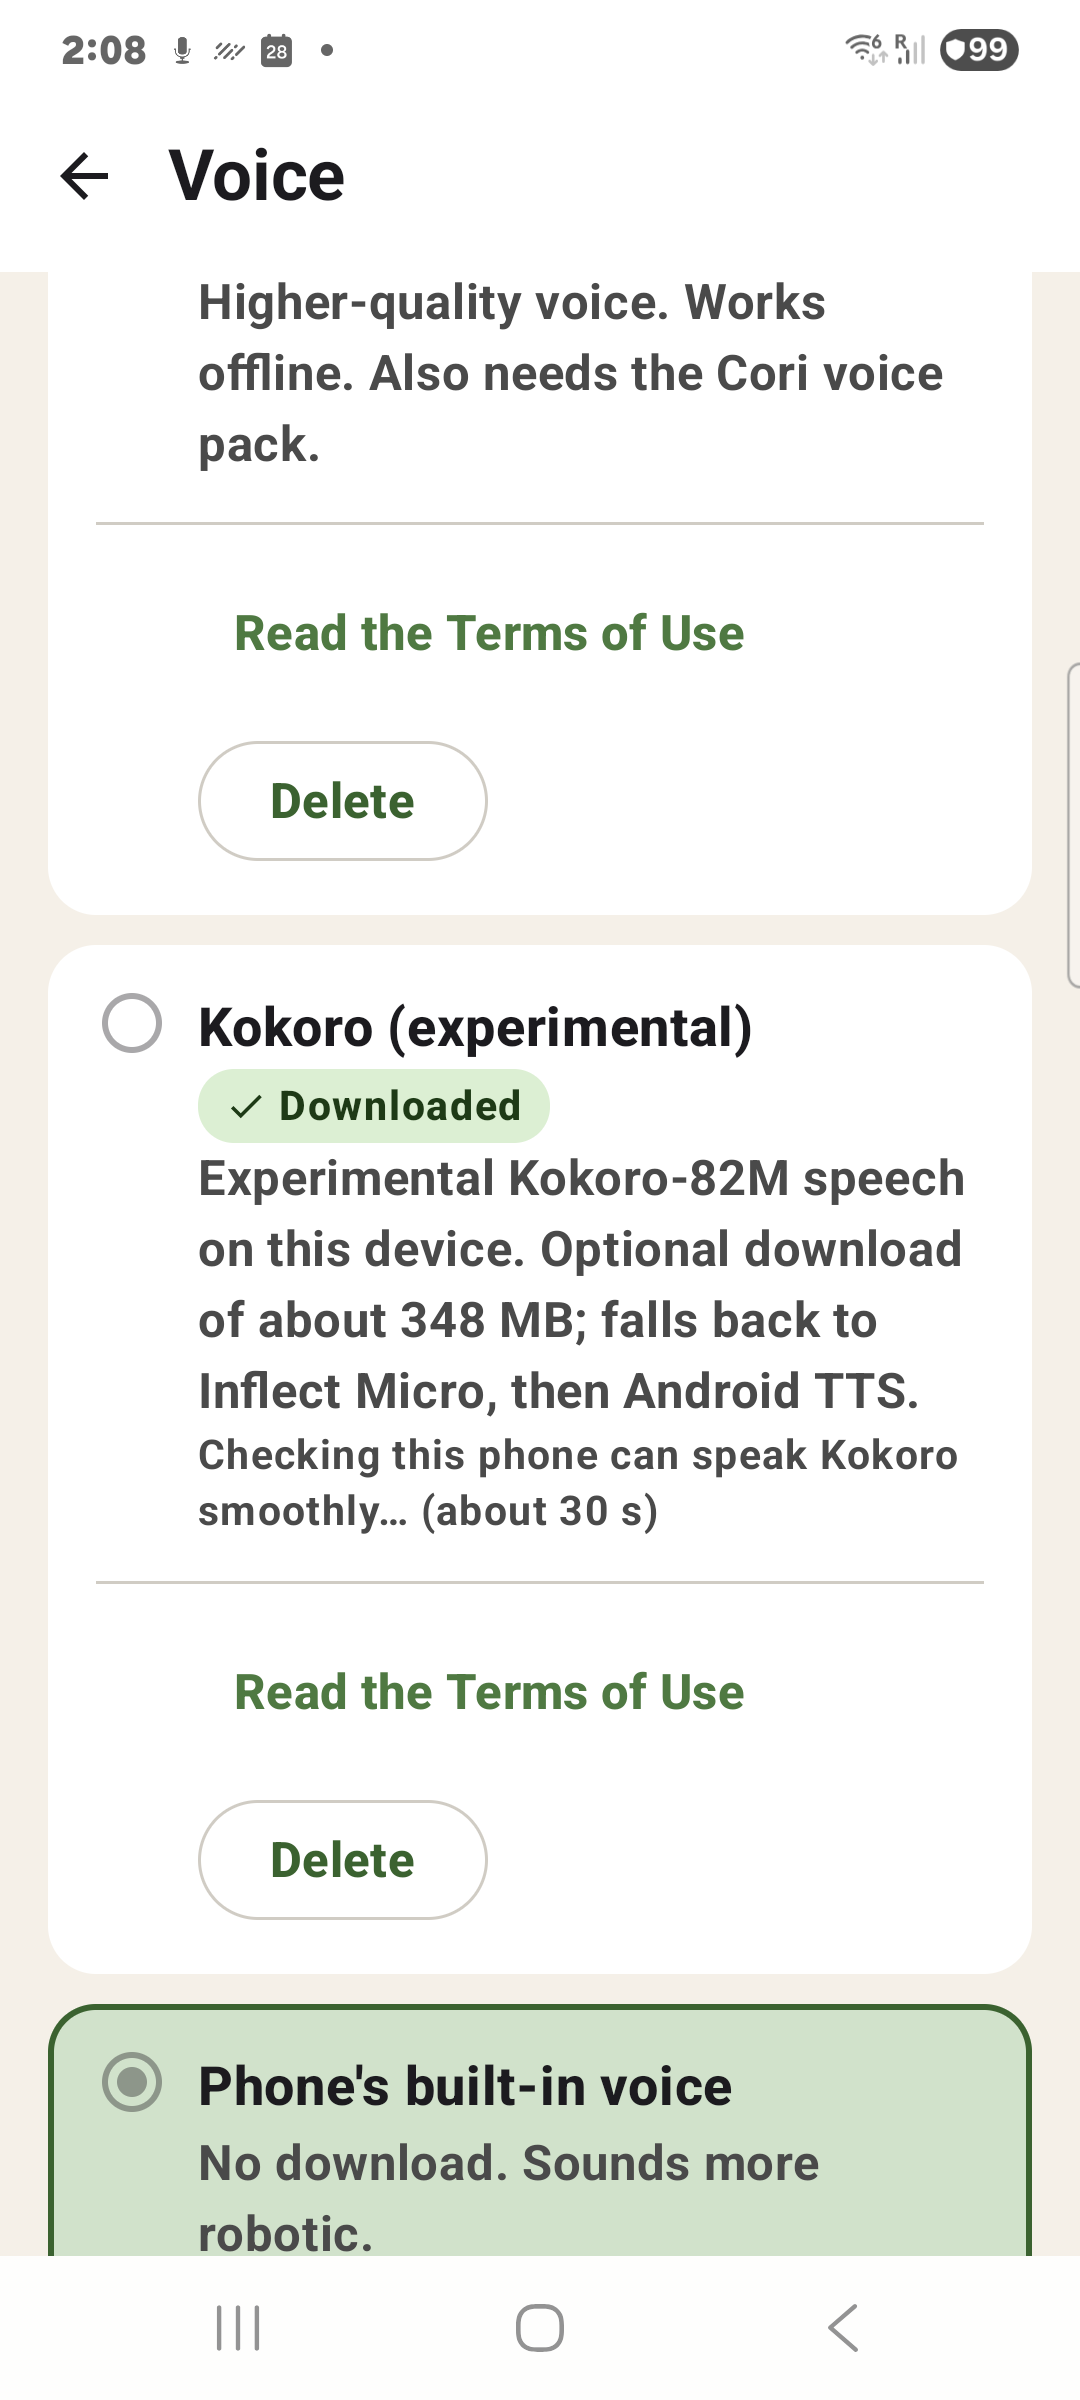 2:08
28
6
R
99
Voice
Higher-quality voice. Works
offline. Also needs the Cori voice
pack.
Read the Terms of Use
Delete
Kokoro (experimental)
Downloaded
Experimental Kokoro-82M speech
on this device. Optional download
of about 348 MB; falls back to
Inflect Micro, then Android TTS.
Checking this phone can speak Kokoro
smoothly… (about 30 s)
Read the Terms of Use
Delete
Phone's built-in voice
No download. Sounds more
robotic.